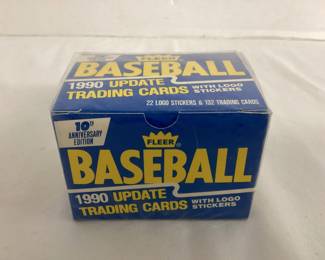 BASEBALL
1990 UPDATE
TRADING CARDS
WITH LOGO
STICKERS
22 LOGO STICKERS & 132 TRADING CARDS
10th
ANNIVERSARY
EDITION
FLEER
BASEBALL
1990 UPDATE
TRADING CARDS
WITH LOGO
STICKERS